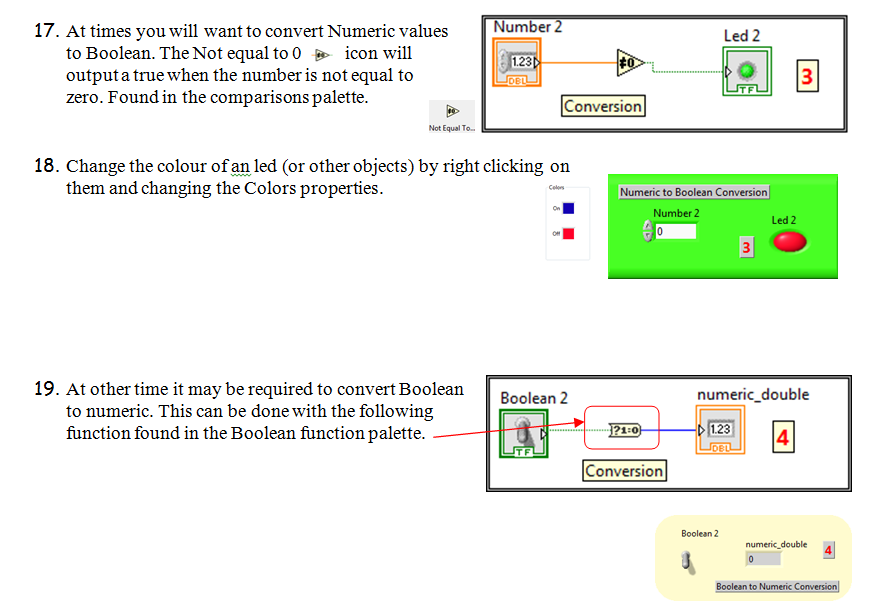 17. At times you will want to convert Numeric values
to Boolean. The Not equal to 0 icon will
output a true when the number is not equal to
zero. Found in the comparisons palette.
Not Equal To...
Number 2
1.23
DBL
≠0
Conversion
Led 2
TF
3
18. Change the colour of an led (or other objects) by right clicking on
them and changing the Colors properties.
Colors
On
Off
Numeric to Boolean Conversion
Number 2
0
Led 2
3
19. At other time it may be required to convert Boolean
to numeric. This can be done with the following
function found in the Boolean function palette.
Boolean 2
TF
?1:0
Conversion
numeric_double
1.23
DBL
4
Boolean 2
numeric_double
0
4
Boolean to Numeric Conversion